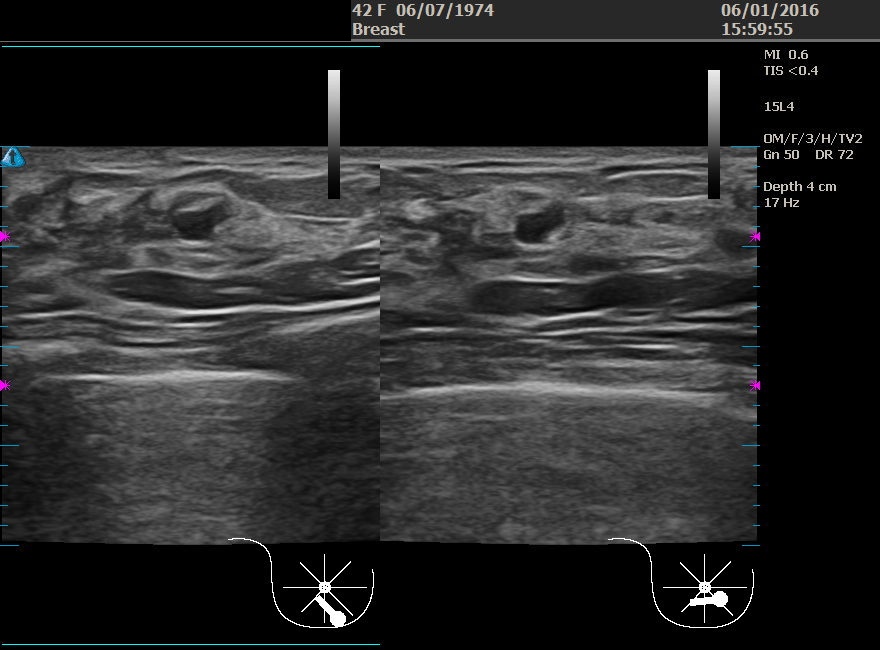 42 F 06/07/1974 06/01/2016
Breast 15:59:55
MI 0.6
TIS <0.4
15L4
OM/F/3/H/TV2
Gn 50 DR 72
Depth 4 cm
17 Hz